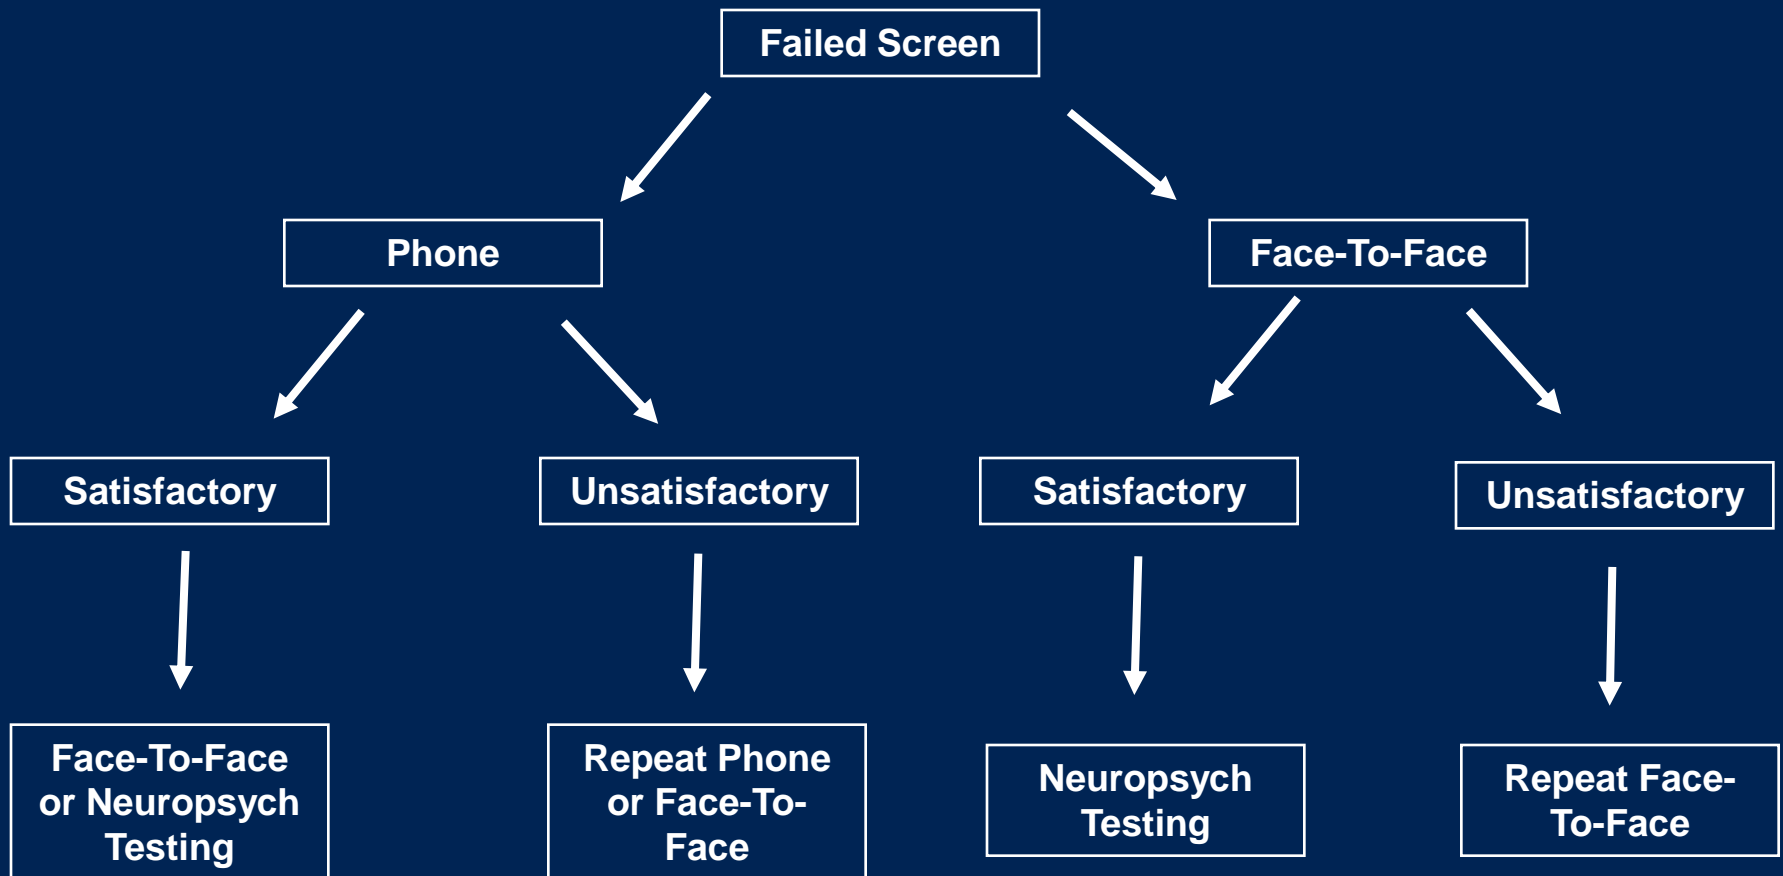 Failed Screen
Phone
Face-To-Face
Satisfactory
Unsatisfactory
Satisfactory
Unsatisfactory
Face-To-Face
or Neuropsych
Testing
Repeat Phone
or Face-To-
Face
Neuropsych
Testing
Repeat Face-
To-Face